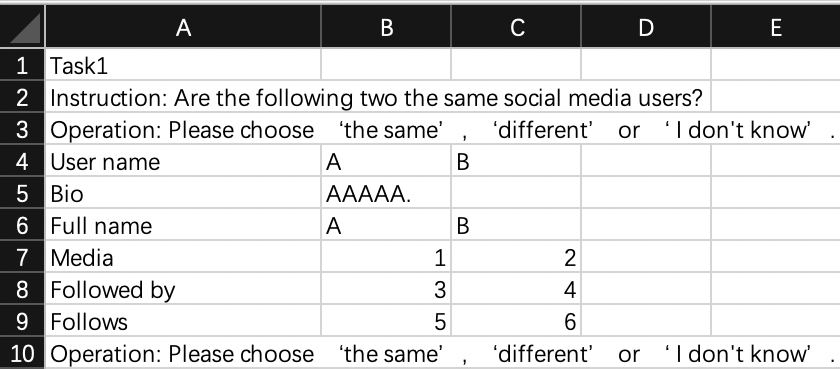 A B C D E
1 Task1
2 Instruction: Are the following two the same social media users?
3 Operation: Please choose ‘the same’ , ‘different’ or ‘ I don't know’ .
4 User name A B
5 Bio AAAAA.
6 Full name A B
7 Media 1 2
8 Followed by 3 4
9 Follows 5 6
10 Operation: Please choose ‘the same’ , ‘different’ or ‘ I don't know’ .